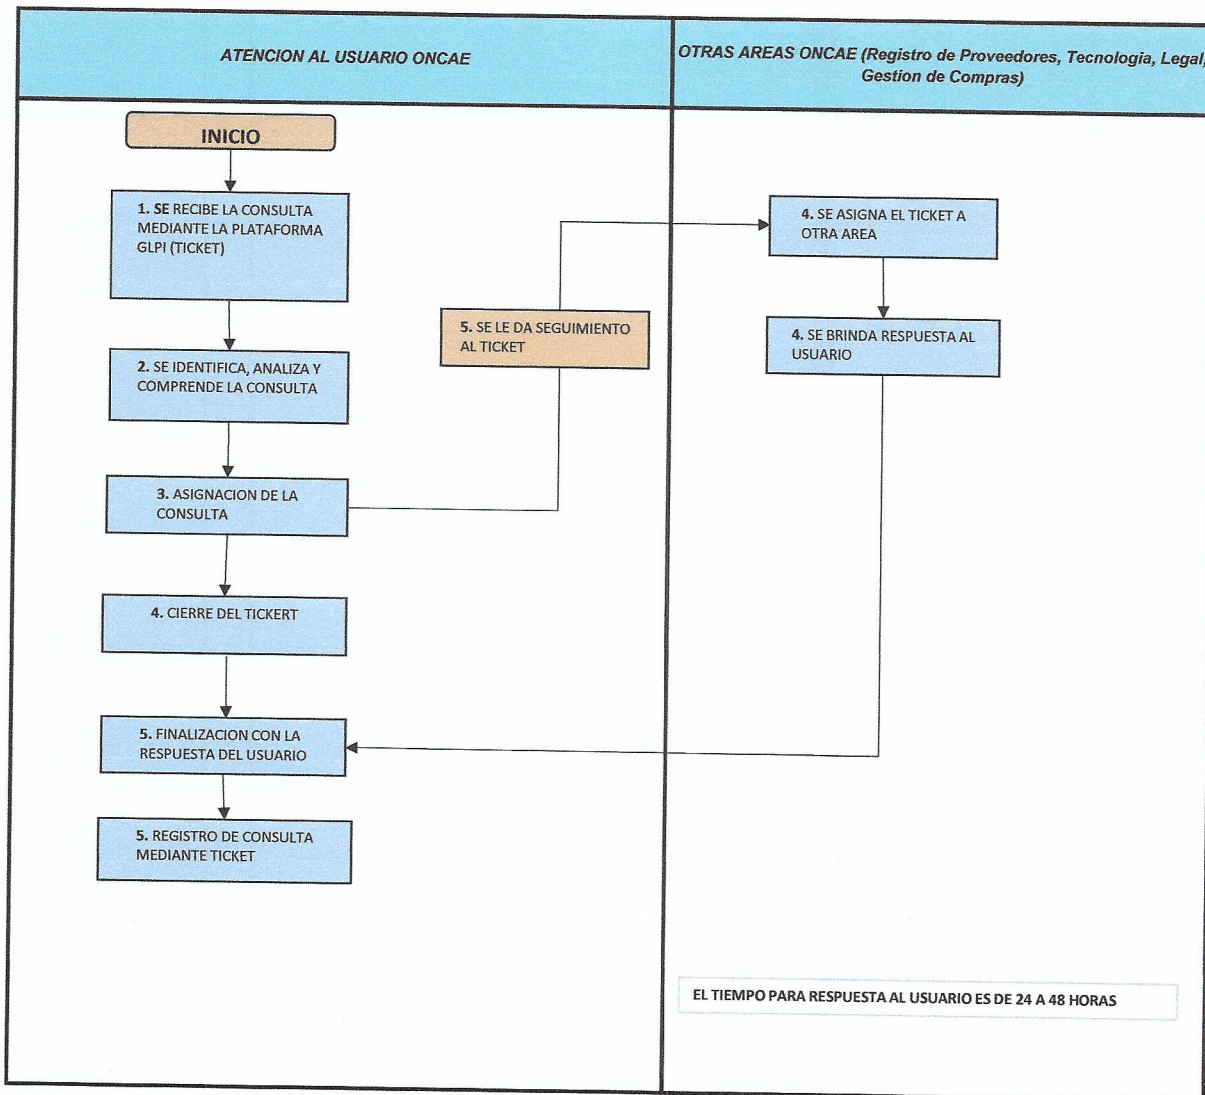 ATENCION AL USUARIO ONCAE
OTRAS AREAS ONCAE (Registro de Proveedores, Tecnologia, Legal,
Gestion de Compras)
INICIO
1. SE RECIBE LA CONSULTA
MEDIANTE LA PLATAFORMA
GLPI (TICKET)
2. SE IDENTIFICA, ANALIZA Y
COMPRENDE LA CONSULTA
3. ASIGNACION DE LA
CONSULTA
4. CIERRE DEL TICKERT
5. FINALIZACION CON LA
RESPUESTA DEL USUARIO
5. REGISTRO DE CONSULTA
MEDIANTE TICKET
5. SE LE DA SEGUIMIENTO
AL TICKET
4. SE ASIGNA EL TICKET A
OTRA AREA
4. SE BRINDA RESPUESTA AL
USUARIO
EL TIEMPO PARA RESPUESTA AL USUARIO ES DE 24 A 48 HORAS